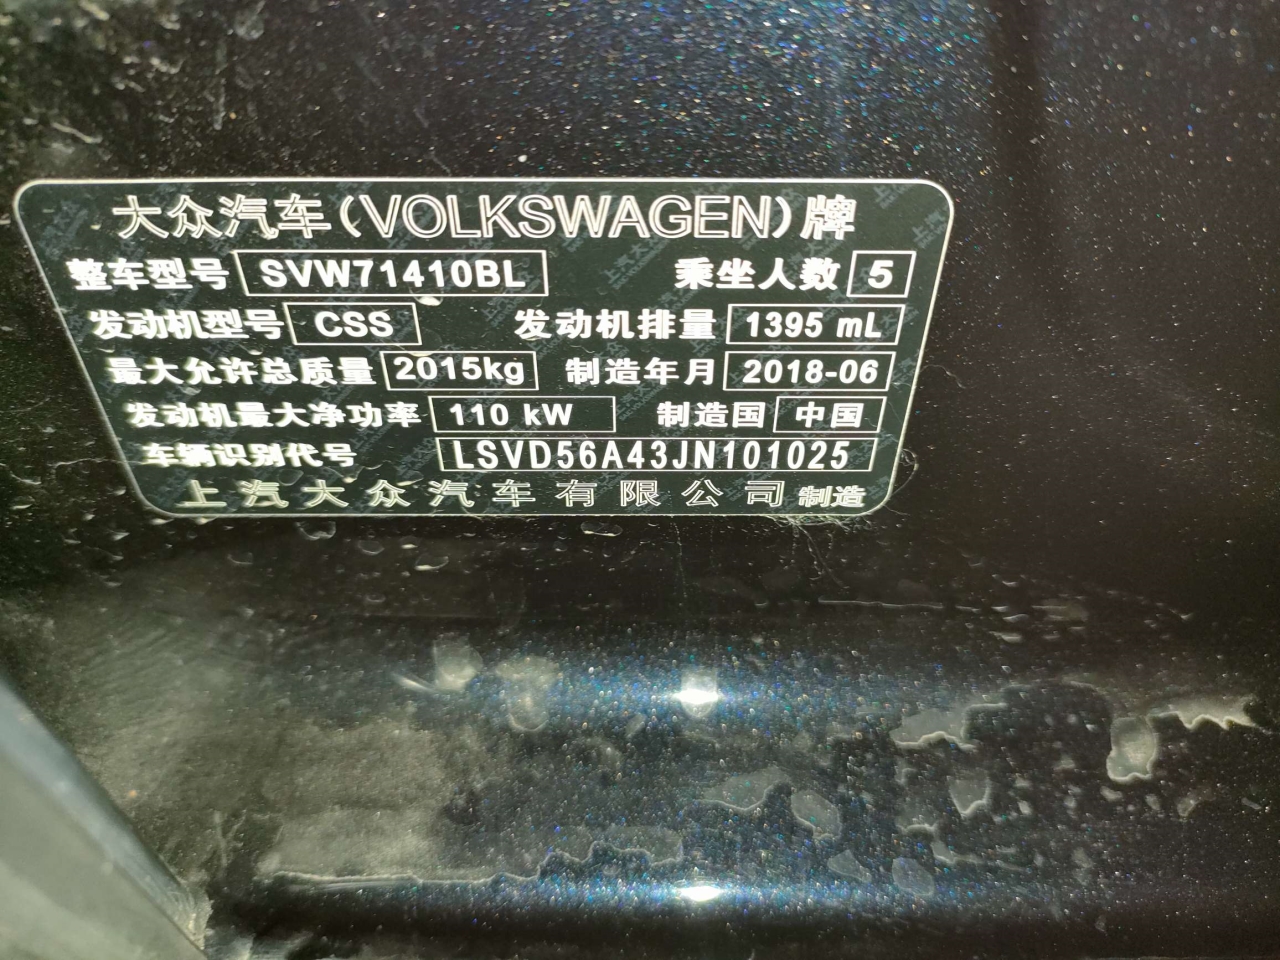 大众汽车(VOLKSWAGEN)牌
整车型号 SVW71410BL 乘坐人数 5
发动机型号 CSS 发动机排量 1395 mL
最大允许总质量 2015kg 制造年月 2018-06
发动机最大净功率 110 kW 制造国 中国
车辆识别代号 LSVD56A43JN101025
上汽大众汽车有限公司 制造